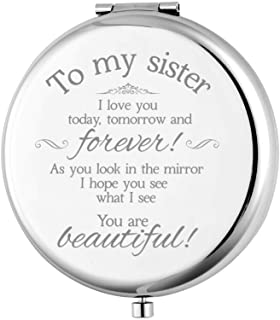 To my sister
I love you
today, tomorrow and
forever!
As you look in the mirror
I hope you see
what I see
You are
beautiful!